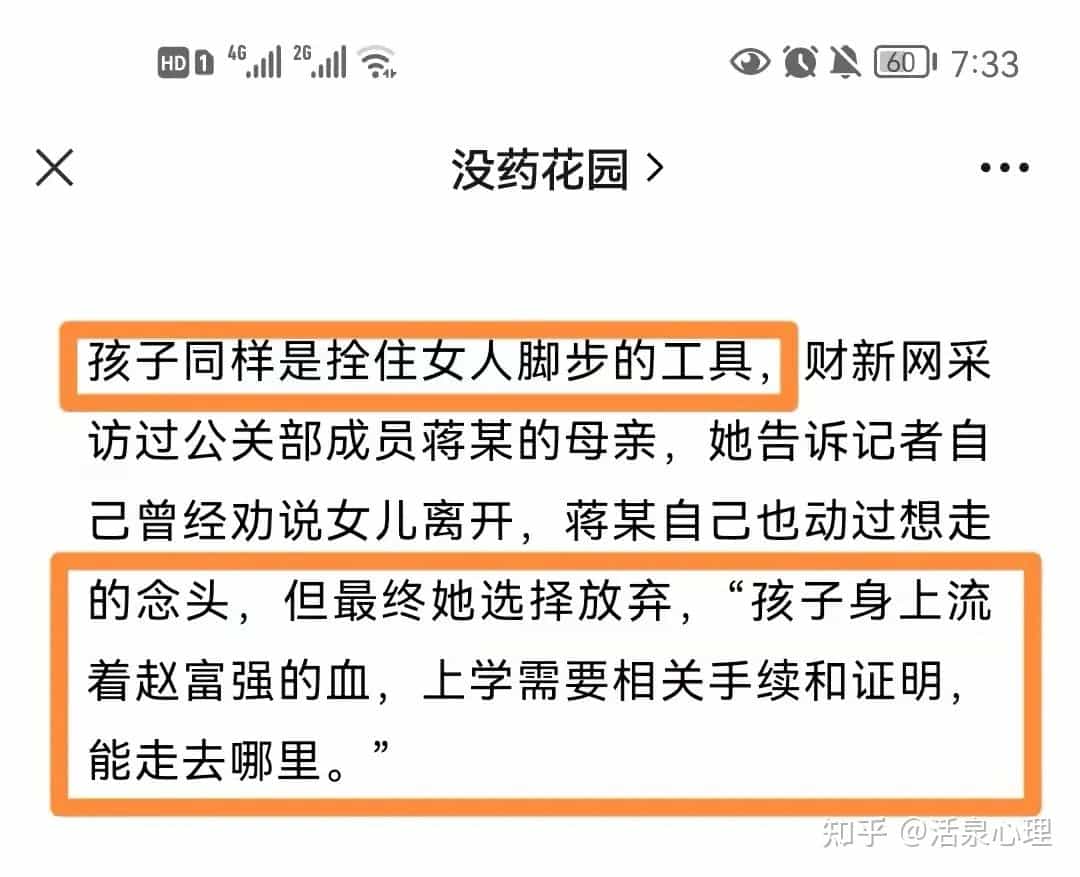 HD 1 4G 2G 60 7:33
没药花园
孩子同样是拴住女人脚步的工具，财新网采
访过公关部成员蒋某的母亲，她告诉记者自
己曾经劝说女儿离开，蒋某自己也动过想走
的念头，但最终她选择放弃，“孩子身上流
着赵富强的血，上学需要相关手续和证明，
能走去哪里。”
知乎 @活泉心理